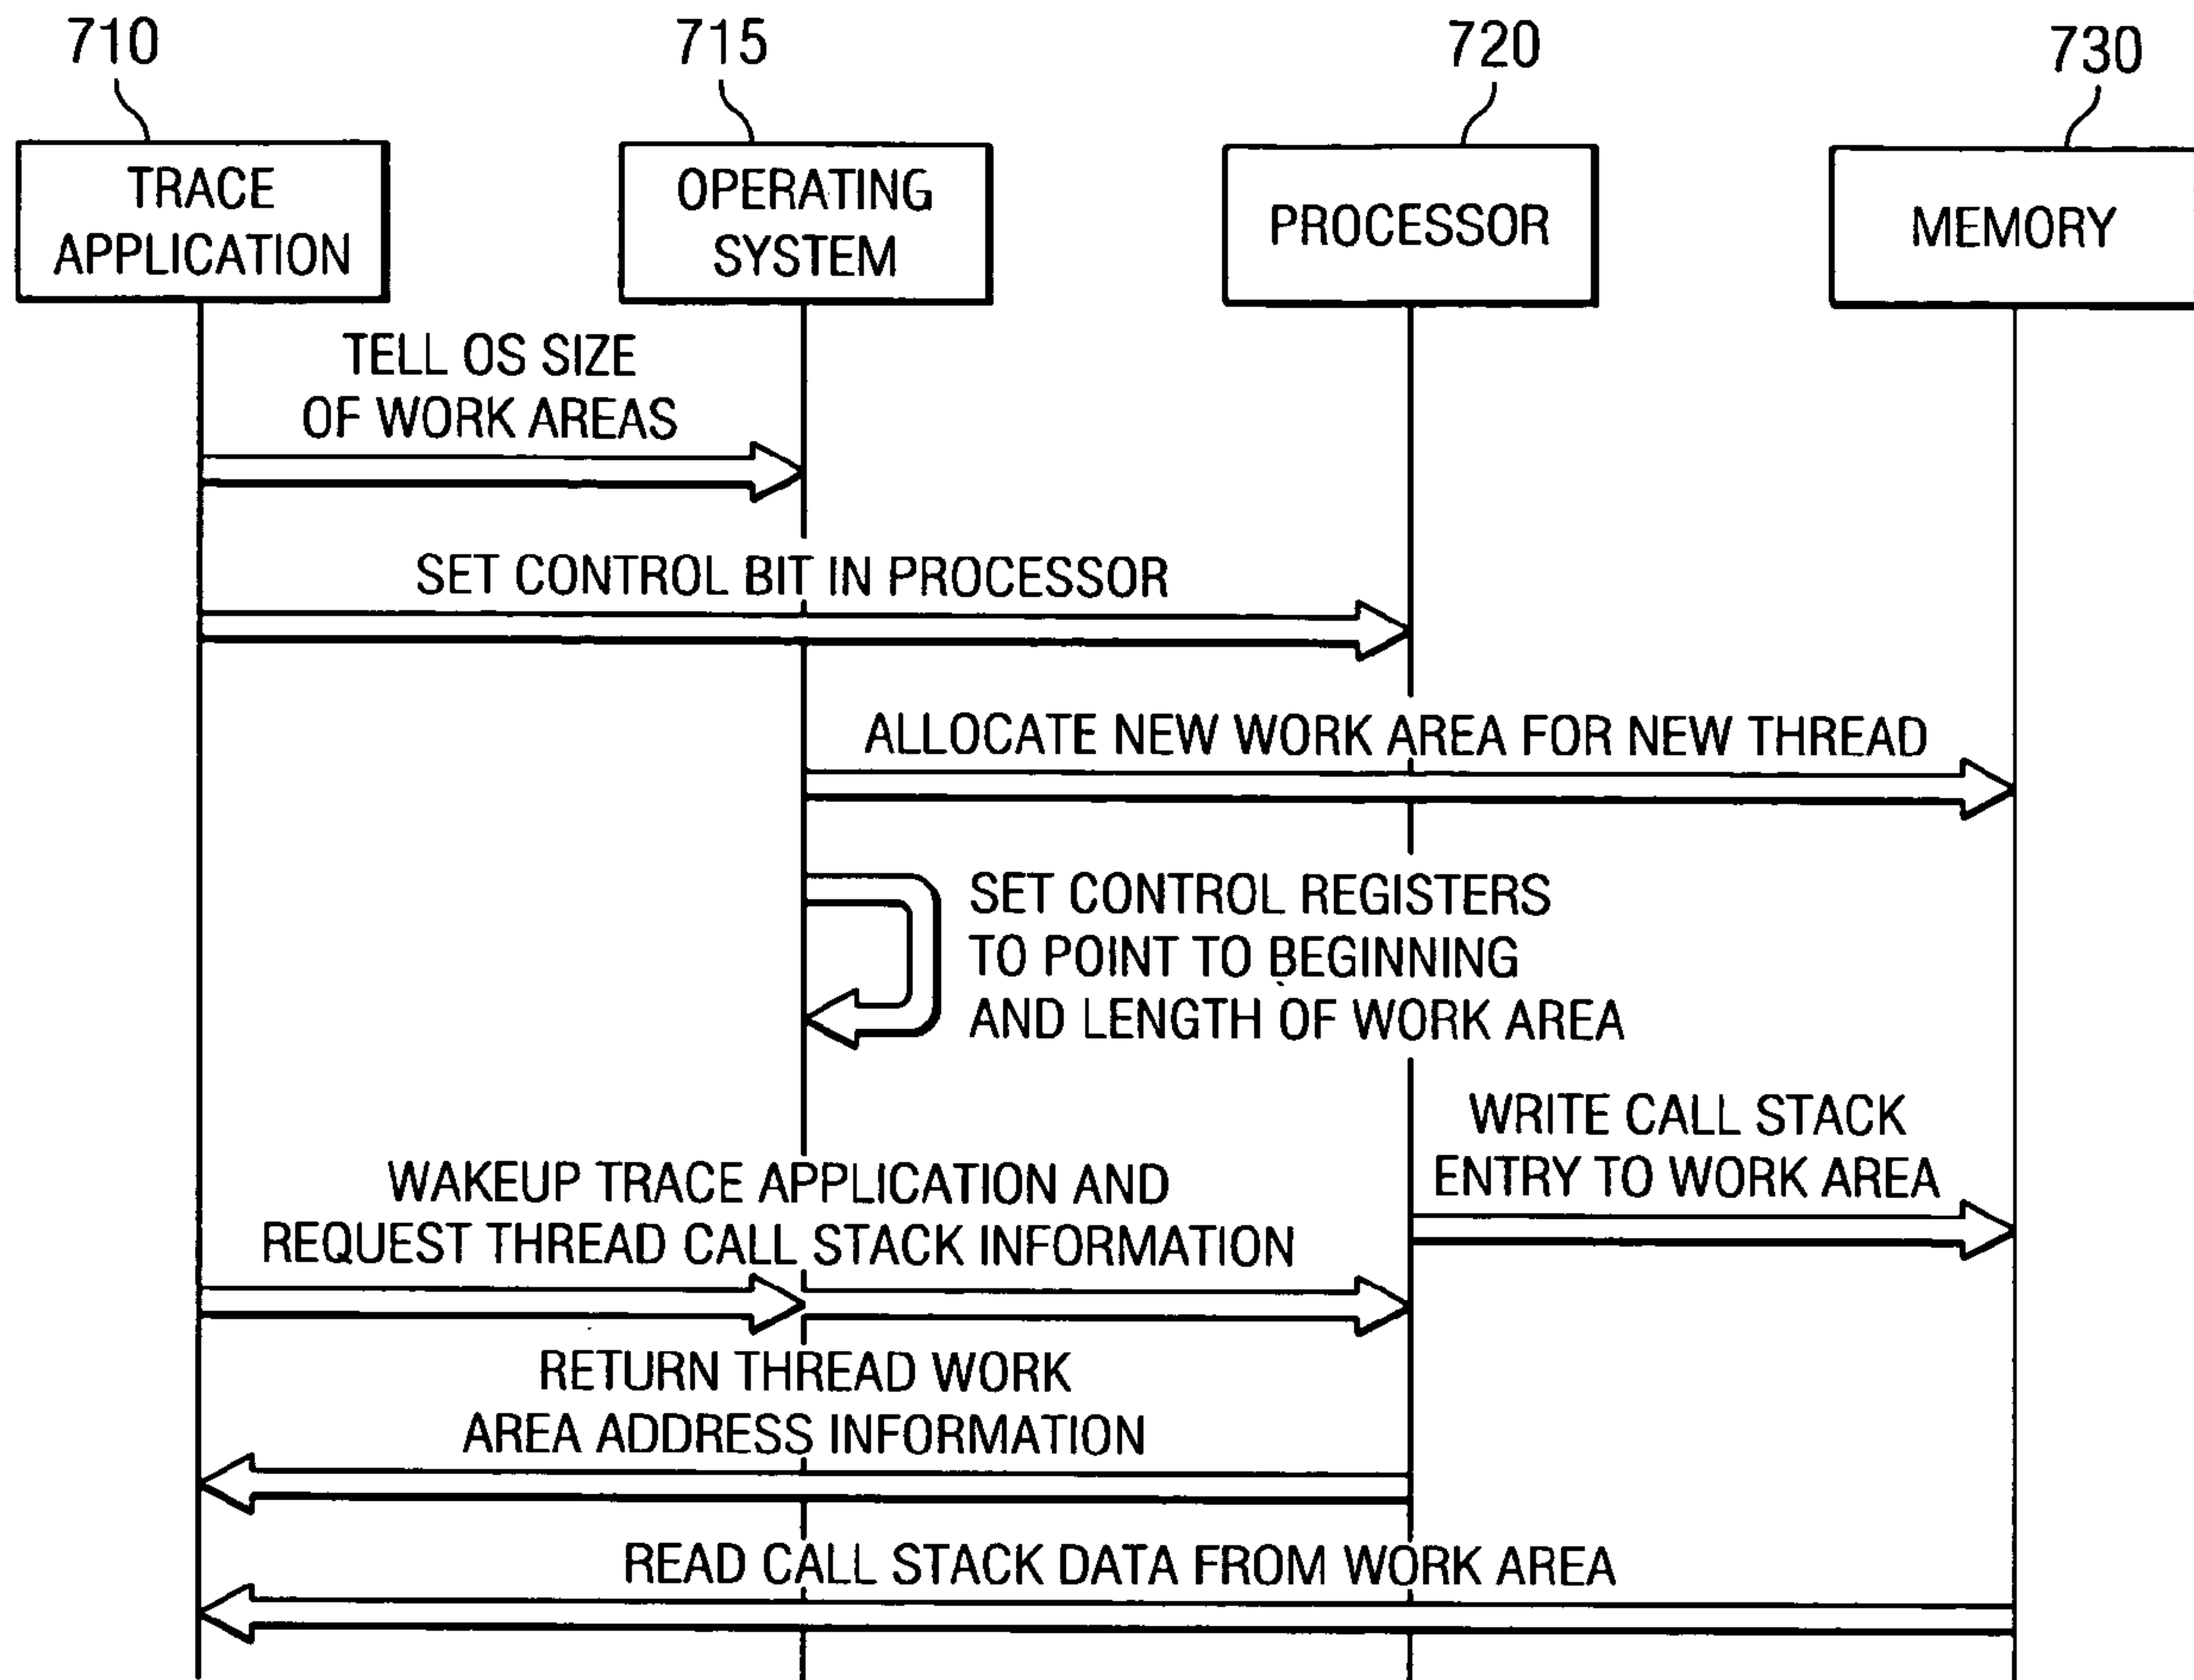 710
715
720
730
TRACE
APPLICATION
OPERATING
SYSTEM
PROCESSOR
MEMORY
TELL OS SIZE
OF WORK AREAS
SET CONTROL BIT IN PROCESSOR
ALLOCATE NEW WORK AREA FOR NEW THREAD
SET CONTROL REGISTERS
TO POINT TO BEGINNING
AND LENGTH OF WORK AREA
WRITE CALL STACK
ENTRY TO WORK AREA
WAKEUP TRACE APPLICATION AND
REQUEST THREAD CALL STACK INFORMATION
RETURN THREAD WORK
AREA ADDRESS INFORMATION
READ CALL STACK DATA FROM WORK AREA